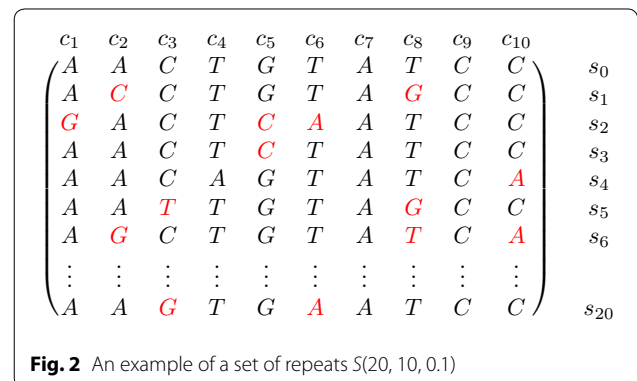 c1 c2 c3 c4 c5 c6 c7 c8 c9 c10
A A C T G T A T C C s0
A C C T G T A G C C s1
G A C T C A A T C C s2
A A C T C T A T C C s3
A A C A G T A T C A s4
A A T T G T A G C C s5
A G C T G T A T C A s6
⋮ ⋮ ⋮ ⋮ ⋮ ⋮ ⋮ ⋮ ⋮ ⋮
A A G T G A A T C C s20
Fig. 2 An example of a set of repeats S(20, 10, 0.1)